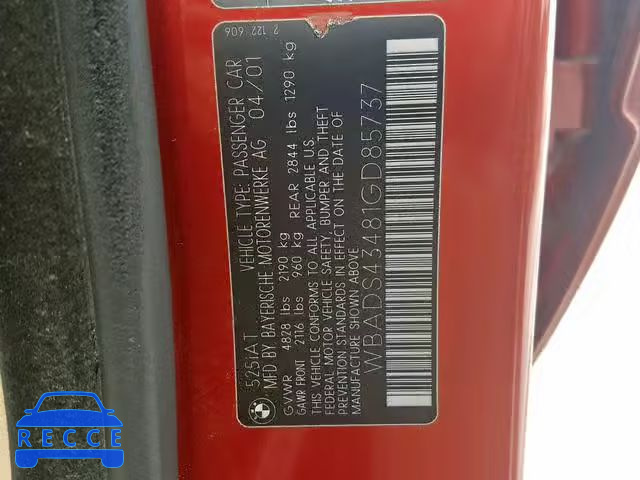 2 122 606
525iAT
VEHICLE TYPE: PASSENGER CAR
MFD BY BAYERISCHE MOTORENWERKE AG 04/01
GVWR 4828 lbs 2190 kg
GAWR FRONT 2116 lbs 960 kg REAR 2844 lbs 1290 kg
THIS VEHICLE CONFORMS TO ALL APPLICABLE U.S.
FEDERAL MOTOR VEHICLE SAFETY, BUMPER AND THEFT
PREVENTION STANDARDS IN EFFECT ON THE DATE OF
MANUFACTURE SHOWN ABOVE.
WBADS43481GD85737
BMW
RECCE